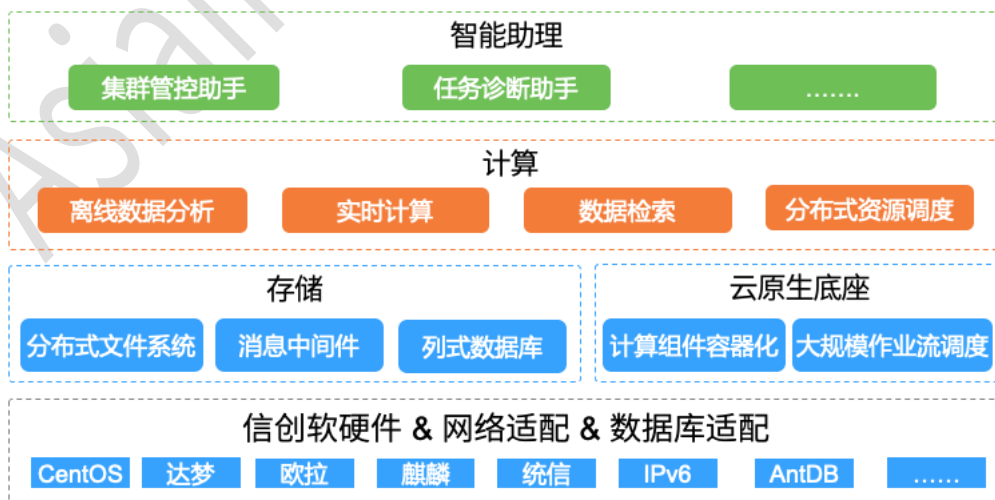 智能助理
集群管控助手 任务诊断助手 .......
计算
离线数据分析 实时计算 数据检索 分布式资源调度
存储 云原生底座
分布式文件系统 消息中间件 列式数据库 计算组件容器化 大规模作业流调度
信创软硬件 & 网络适配 & 数据库适配
CentOS 达梦 欧拉 麒麟 统信 IPv6 AntDB ......